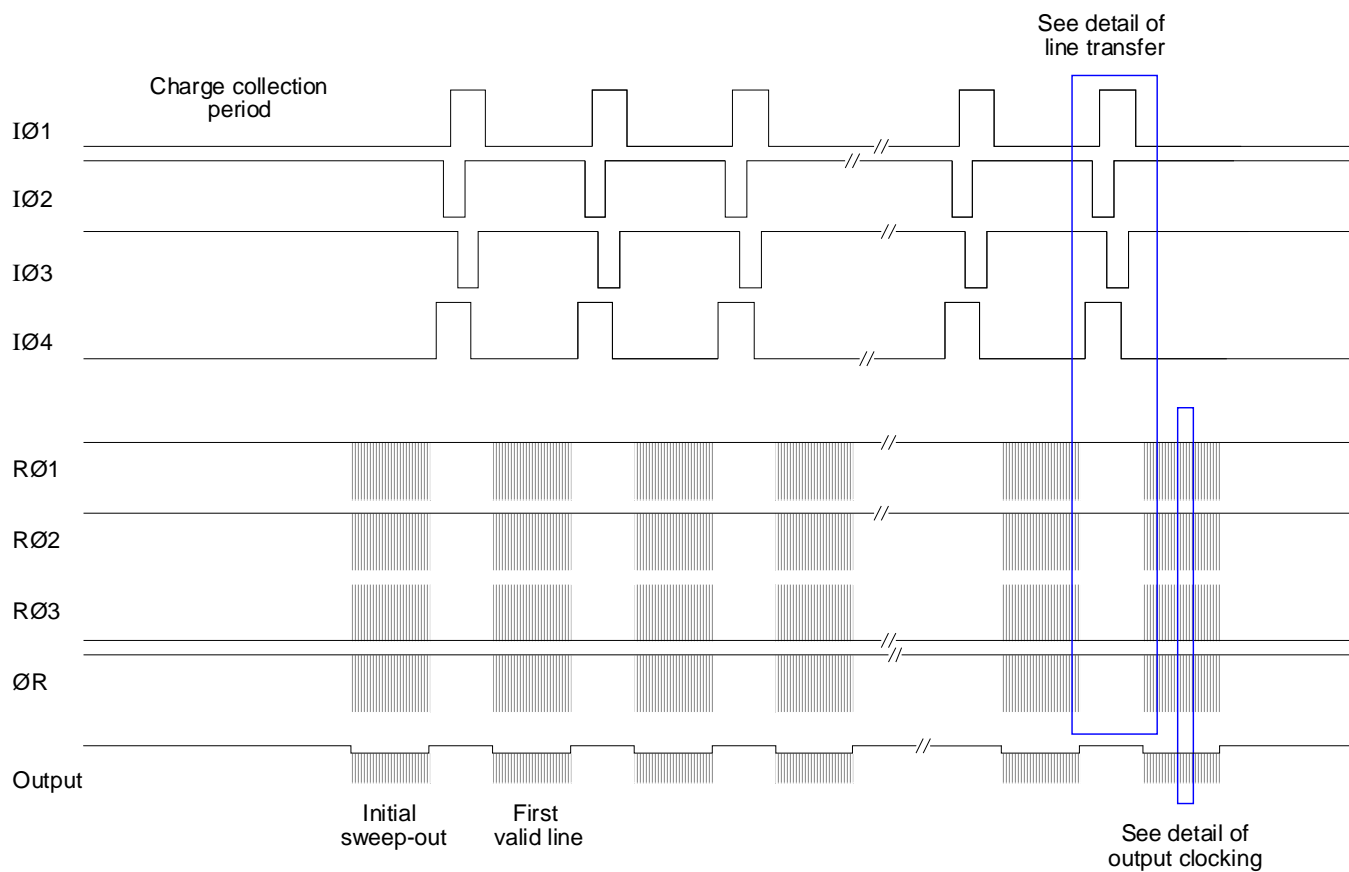 See detail of
line transfer
Charge collection
period
IØ1
IØ2
IØ3
IØ4
RØ1
RØ2
RØ3
ØR
Output
Initial
sweep-out
First
valid line
See detail of
output clocking